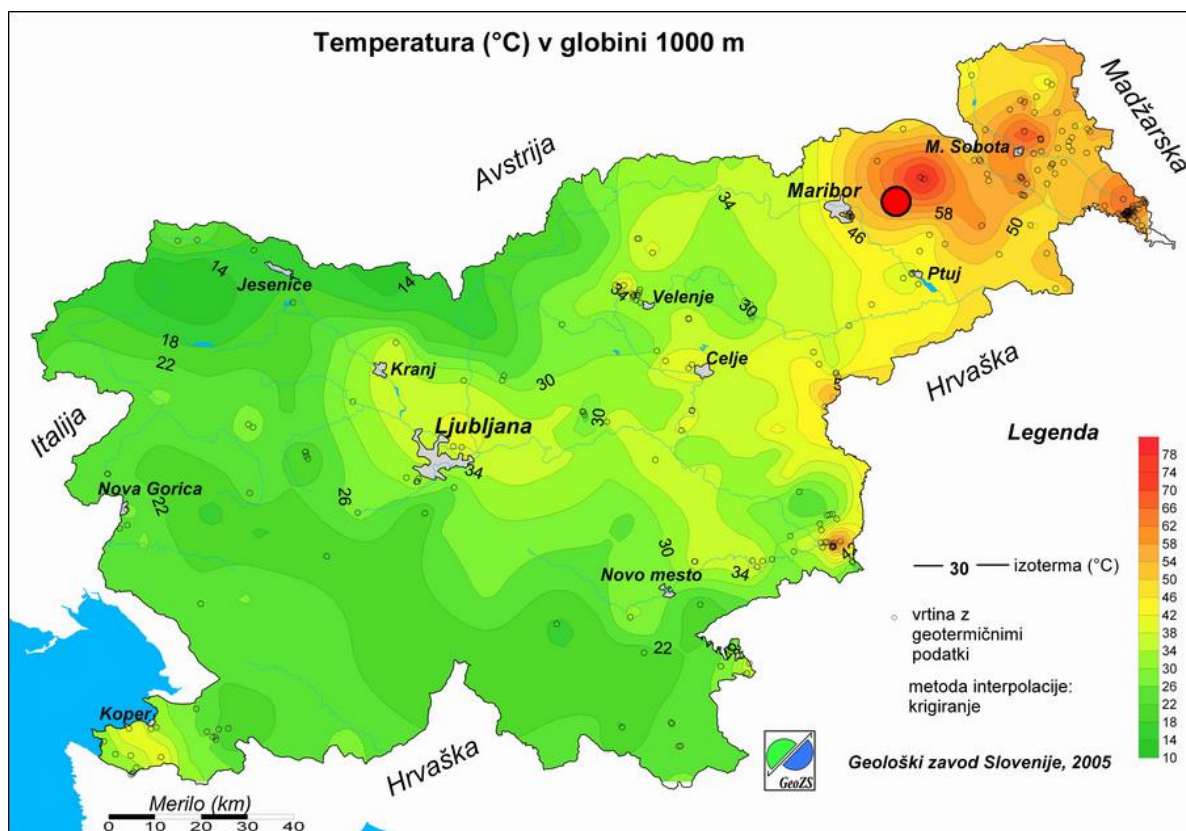 Temperatura (°C) v globini 1000 m
Madžarska
Avstrija
M. Sobota
Maribor
34
58
50
46
14
Jesenice
14
Ptuj
34
Velenje
30
18
22
Kranj
30
Celje
Hrvaška
Italija
30
Ljubljana
34
Legenda
78
74
70
66
62
58
54
50
46
42
38
34
30
26
22
18
14
10
Nova Gorica
22
26
30
34
Novo mesto
22
30 izoterma (°C)
vrtina z
geotermičnimi
podatki
metoda interpolacije:
krigiranje
Koper
Hrvaška
GeoZS
Geološki zavod Slovenije, 2005
Merilo (km)
0 10 20 30 40